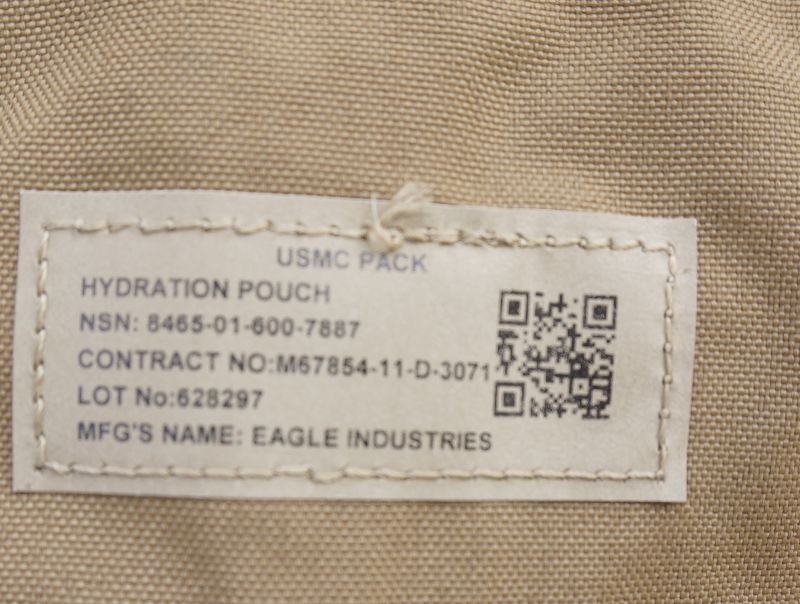 USMC PACK
HYDRATION POUCH
NSN: 8465-01-600-7887
CONTRACT NO:M67854-11-D-3071
LOT No:628297
MFG'S NAME: EAGLE INDUSTRIES